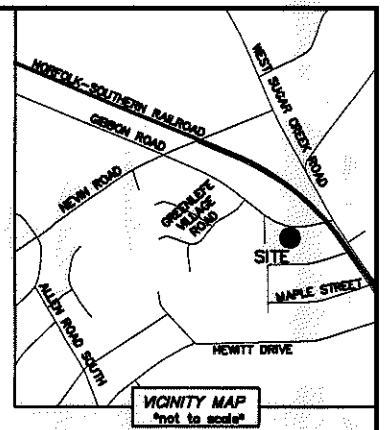 WEST SUGAR CREEK ROAD
NORFOLK-SOUTHERN RAILROAD
GIBBON ROAD
NEVIN ROAD
GREENLEFE
VILLAGE
ROAD
SITE
MAPLE STREET
ALLEN ROAD SOUTH
HEWITT DRIVE
VICINITY MAP
*not to scale*